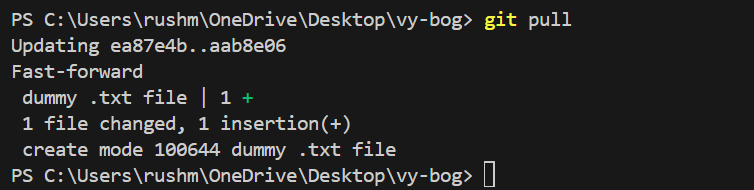 PS C:\Users\rushm\OneDrive\Desktop\vy-bog> git pull
Updating ea87e4b..aab8e06
Fast-forward
 dummy .txt file | 1 +
 1 file changed, 1 insertion(+)
 create mode 100644 dummy .txt file
PS C:\Users\rushm\OneDrive\Desktop\vy-bog>